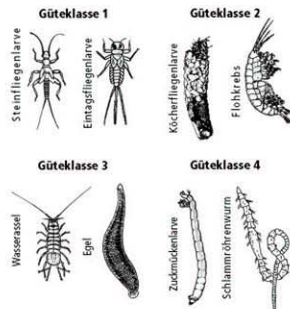 Güteklasse 1
Steinfliegenlarve
Eintagsfliegenlarve
Güteklasse 2
Köcherfliegenlarve
Flohkrebs
Güteklasse 3
Wasserassel
Egel
Güteklasse 4
Zuckmückenlarve
Schlammröhrenwurm